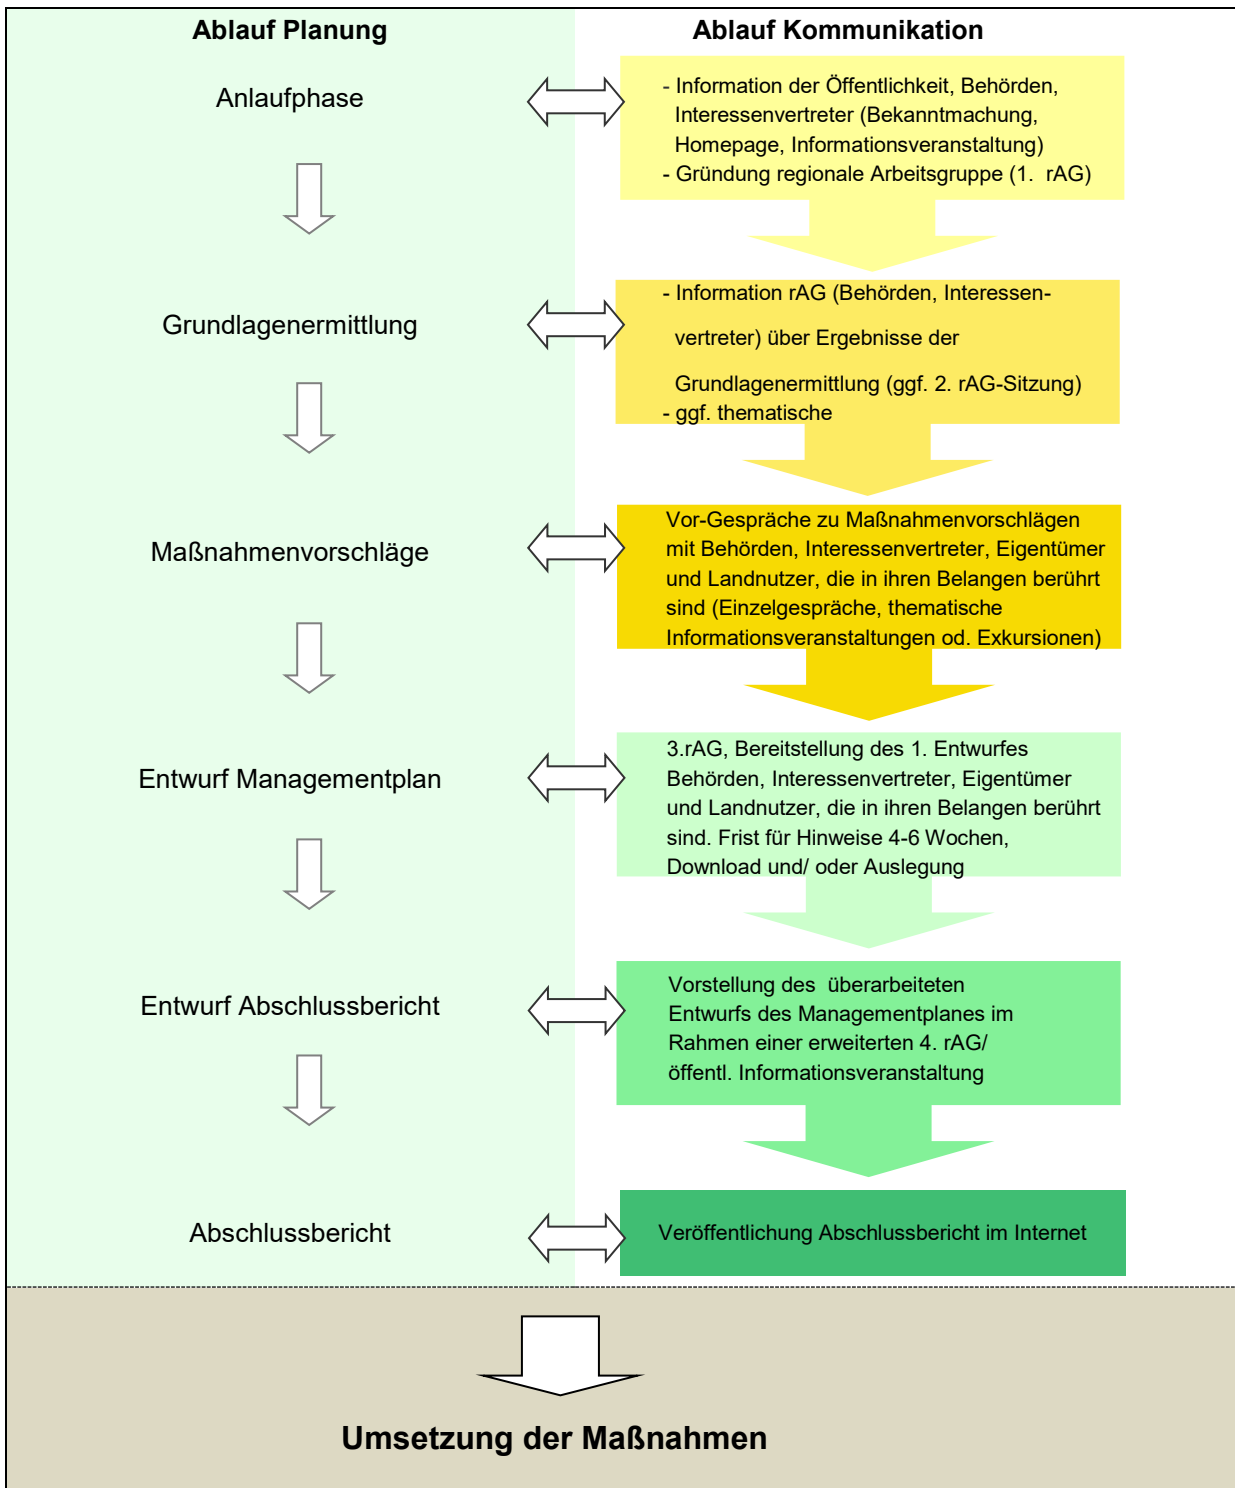 Ablauf Planung
Ablauf Kommunikation
Anlaufphase
- Information der Öffentlichkeit, Behörden,
Interessenvertreter (Bekanntmachung,
Homepage, Informationsveranstaltung)
- Gründung regionale Arbeitsgruppe (1. rAG)
Grundlagenermittlung
- Information rAG (Behörden, Interessen-
vertreter) über Ergebnisse der
Grundlagenermittlung (ggf. 2. rAG-Sitzung)
- ggf. thematische
Maßnahmenvorschläge
Vor-Gespräche zu Maßnahmenvorschlägen
mit Behörden, Interessenvertreter, Eigentümer
und Landnutzer, die in ihren Belangen berührt
sind (Einzelgespräche, thematische
Informationsveranstaltungen od. Exkursionen)
Entwurf Managementplan
3.rAG, Bereitstellung des 1. Entwurfes
Behörden, Interessenvertreter, Eigentümer
und Landnutzer, die in ihren Belangen berührt
sind. Frist für Hinweise 4-6 Wochen,
Download und/ oder Auslegung
Entwurf Abschlussbericht
Vorstellung des überarbeiteten
Entwurfs des Managementplanes im
Rahmen einer erweiterten 4. rAG/
öffentl. Informationsveranstaltung
Abschlussbericht
Veröffentlichung Abschlussbericht im Internet
Umsetzung der Maßnahmen